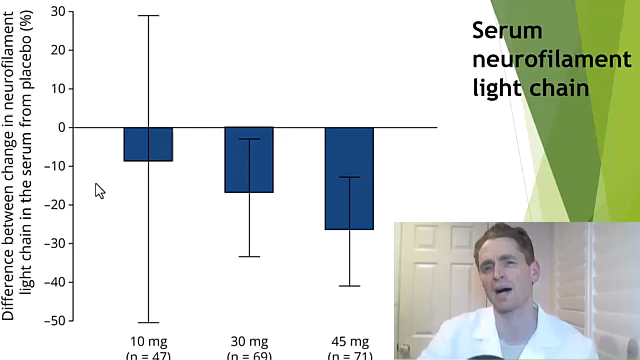 Serum
neurofilament
light chain
Difference between change in neurofilament
light chain in the serum from placebo (%)
30
20
10
0
–10
–20
–30
–40
–50
10 mg
30 mg
45 mg
(n = 47)
(n = 69)
(n = 71)